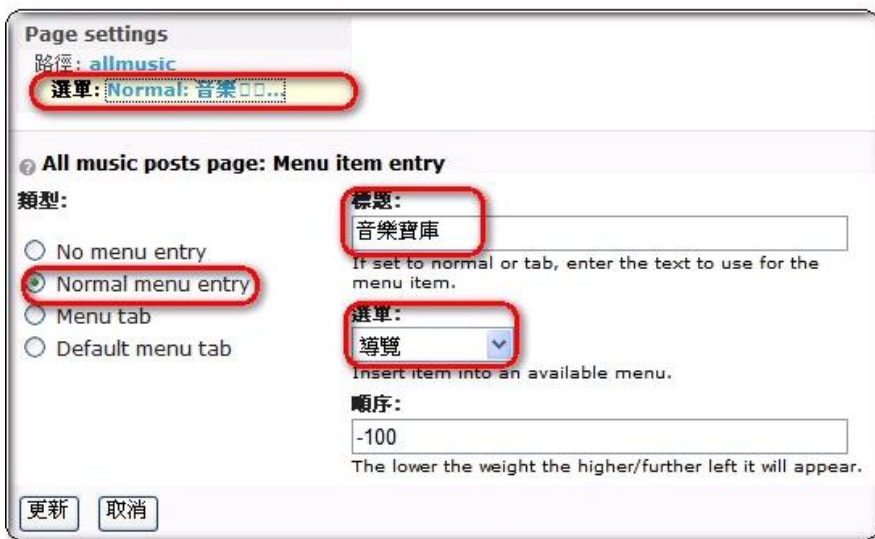 Page settings
路徑: allmusic
選單: Normal: 音樂▯▯...
All music posts page: Menu item entry
類型:
No menu entry
Normal menu entry
Menu tab
Default menu tab
標題:
音樂寶庫
If set to normal or tab, enter the text to use for the
menu item.
選單:
導覽
Insert item into an available menu.
順序:
-100
The lower the weight the higher/further left it will appear.
更新 取消